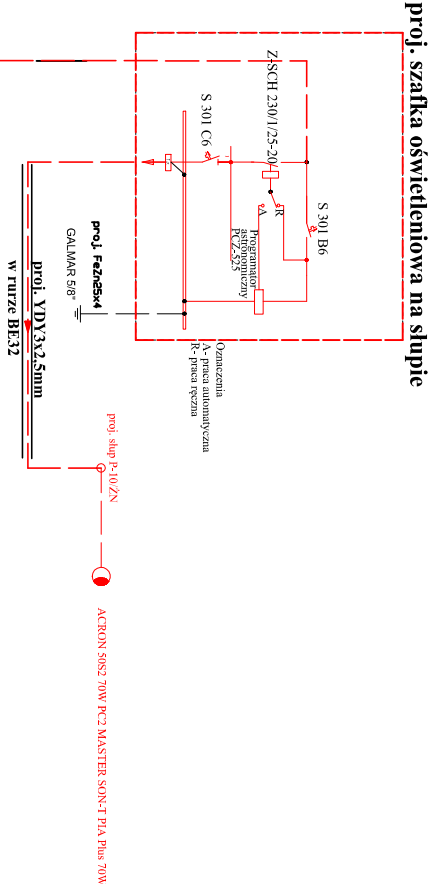 proj. szafka oświetleniowa na słupie
S 301 B6
Z-SCH 230/1/25-20
R
A
Programator
astronomiczny
PCZ-525
S 301 C6
Oznaczenia
A- praca automatyczna
R- praca ręczna
proj. FeZn25x4
GALMAR 5/8"
proj. YDY3x2,5mm
w rurze BE32
proj. słup P-10/ŻN
ACRON 50S2 70W PC2 MASTER SON-T PIA Plus 70W